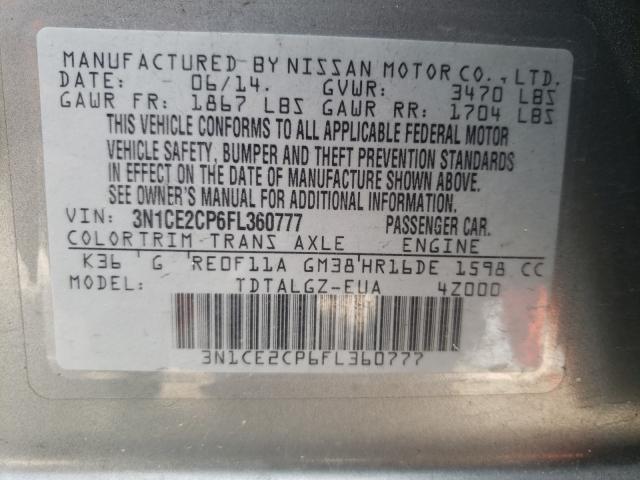 MANUFACTURED BY NISSAN MOTOR CO., LTD.
DATE: 06/14. GVWR: 3470 LBS
GAWR FR: 1867 LBS GAWR RR: 1704 LBS
THIS VEHICLE CONFORMS TO ALL APPLICABLE FEDERAL MOTOR
VEHICLE SAFETY, BUMPER AND THEFT PREVENTION STANDARDS
IN EFFECT ON THE DATE OF MANUFACTURE SHOWN ABOVE.
SEE OWNER'S MANUAL FOR ADDITIONAL INFORMATION.
VIN: 3N1CE2CP6FL360777 PASSENGER CAR.
COLORTRIM TRANS AXLE ENGINE
K36 G RE0F11A GM38 HR16DE 1598 CC
MODEL: TDTALGZ-EUA 4Z000
3N1CE2CP6FL360777